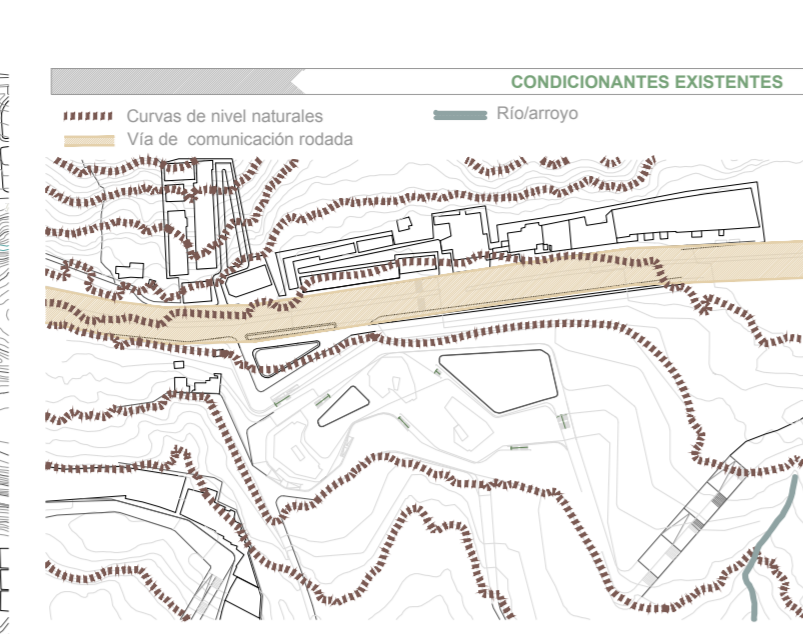 CONDICIONANTES EXISTENTES
Curvas de nivel naturales
Río/arroyo
Vía de comunicación rodada